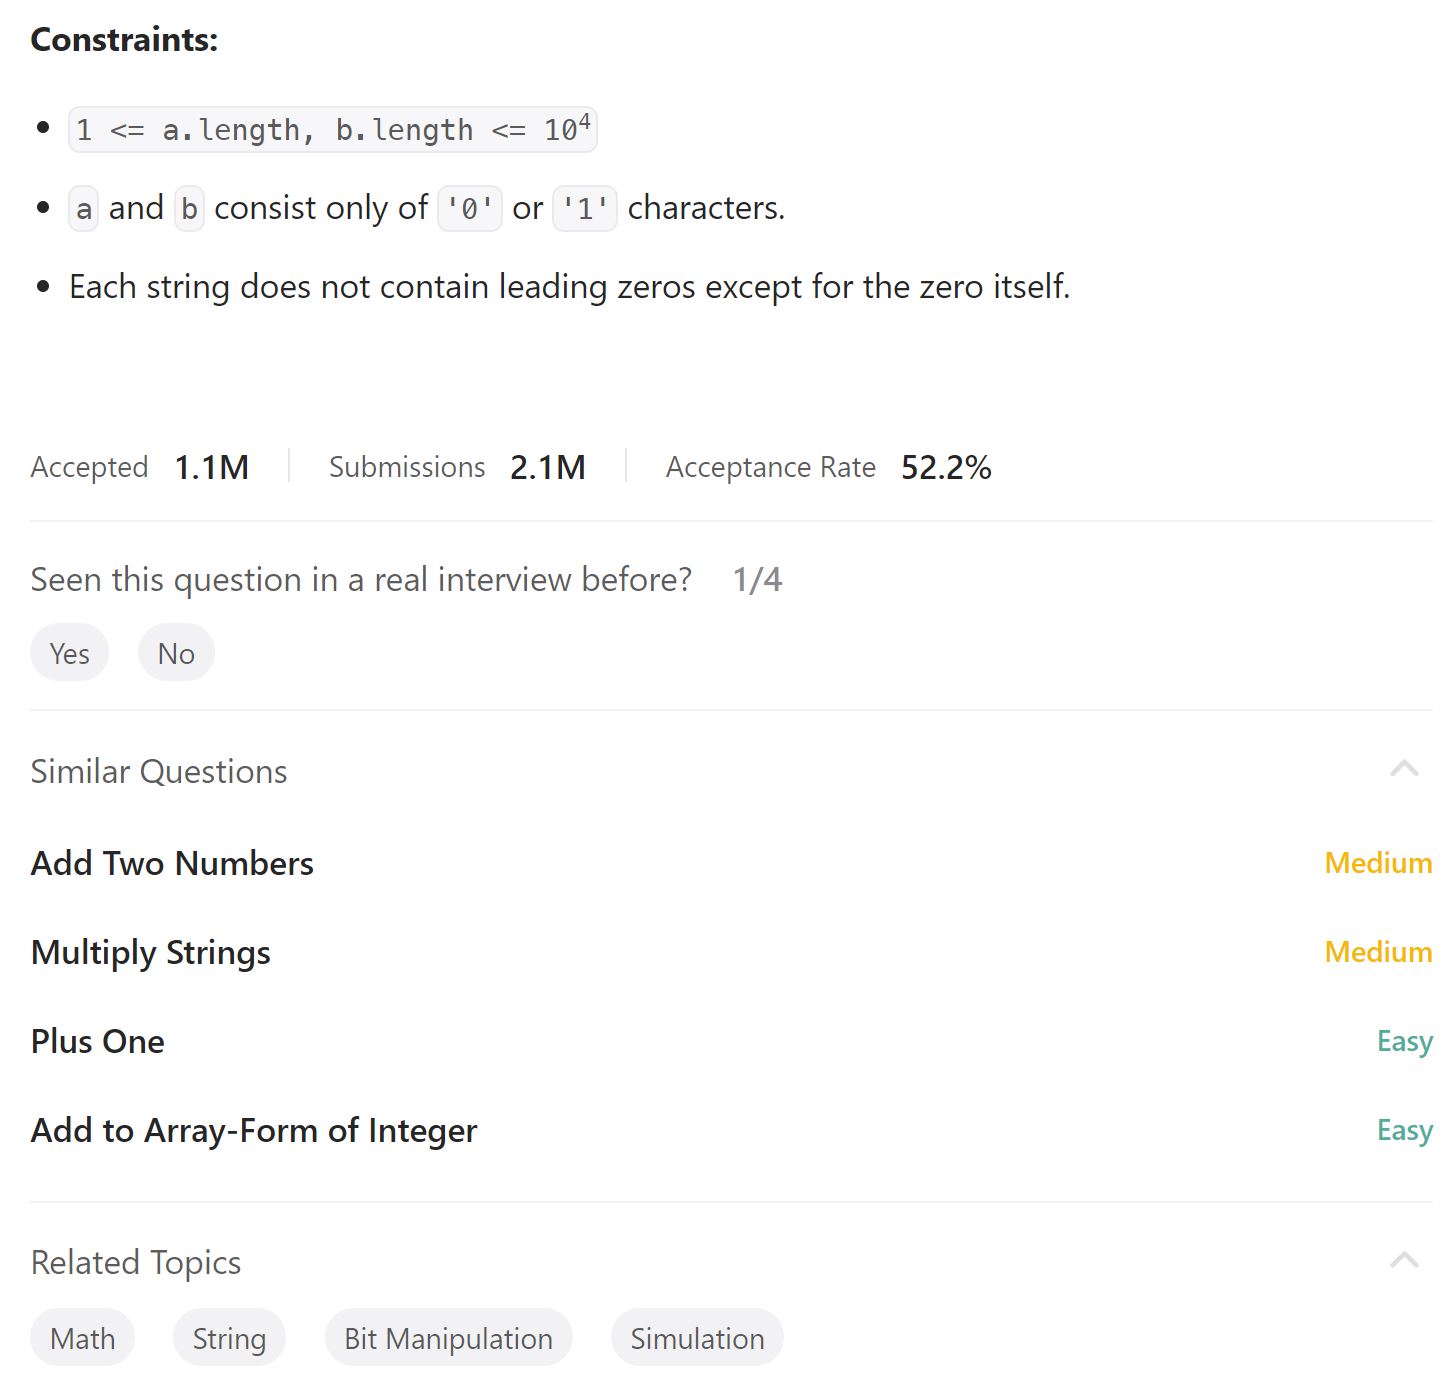 Constraints:
1 <= a.length, b.length <= 10⁴
a and b consist only of '0' or '1' characters.
Each string does not contain leading zeros except for the zero itself.
Accepted 1.1M Submissions 2.1M Acceptance Rate 52.2%
Seen this question in a real interview before? 1/4
Yes No
Similar Questions
Add Two Numbers Medium
Multiply Strings Medium
Plus One Easy
Add to Array-Form of Integer Easy
Related Topics
Math String Bit Manipulation Simulation